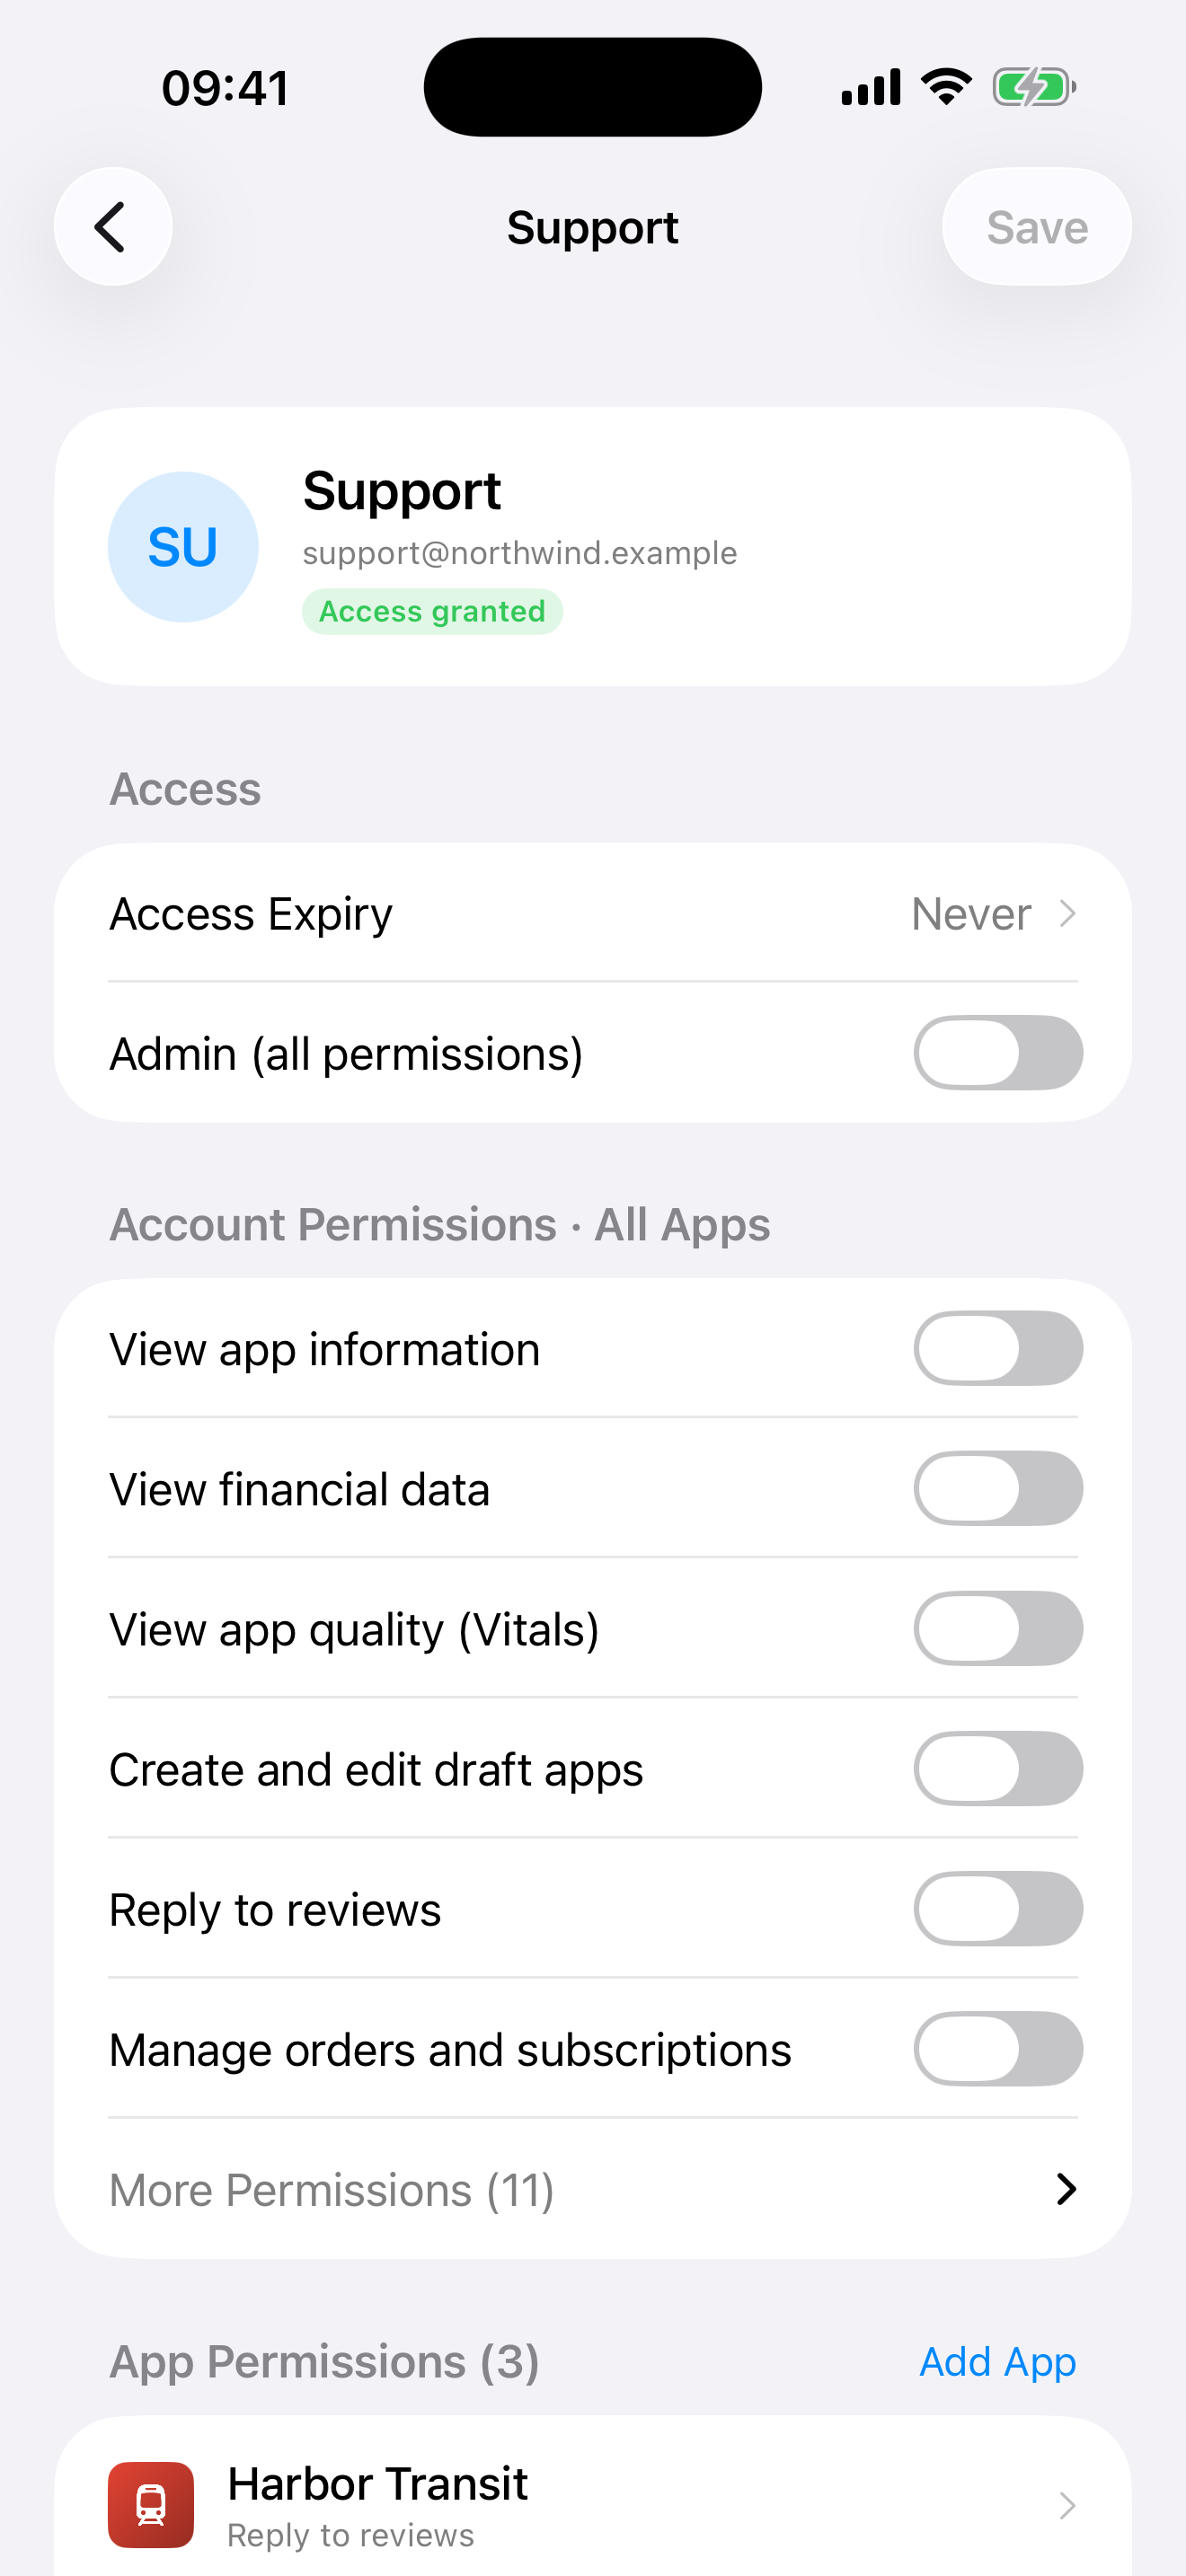 09:41
Support
Save
SU
Support
support@northwind.example
Access granted
Access
Access Expiry
Never
Admin (all permissions)
Account Permissions · All Apps
View app information
View financial data
View app quality (Vitals)
Create and edit draft apps
Reply to reviews
Manage orders and subscriptions
More Permissions (11)
App Permissions (3)
Add App
Harbor Transit
Reply to reviews